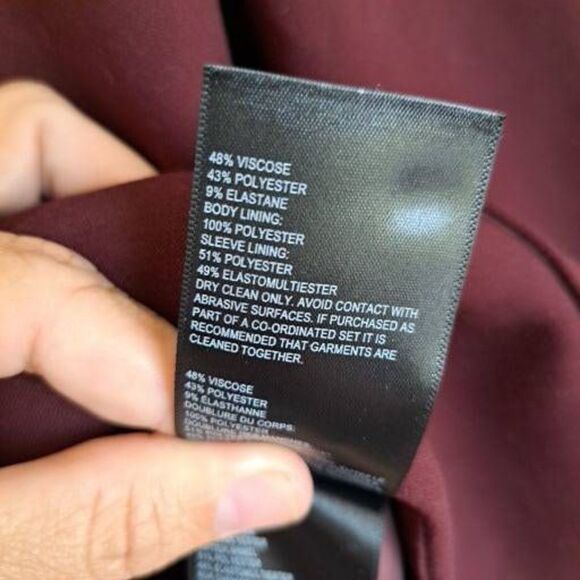 48% VISCOSE
43% POLYESTER
9% ELASTANE
BODY LINING:
100% POLYESTER
SLEEVE LINING:
51% POLYESTER
49% ELASTOMULTIESTER
DRY CLEAN ONLY. AVOID CONTACT WITH
ABRASIVE SURFACES. IF PURCHASED AS
PART OF A CO-ORDINATED SET IT IS
RECOMMENDED THAT GARMENTS ARE
CLEANED TOGETHER.
48% VISCOSE
43% POLYESTER
9% ÉLASTHANNE
DOUBLURE DU CORPS:
100% POLYESTER
DOUBLURE